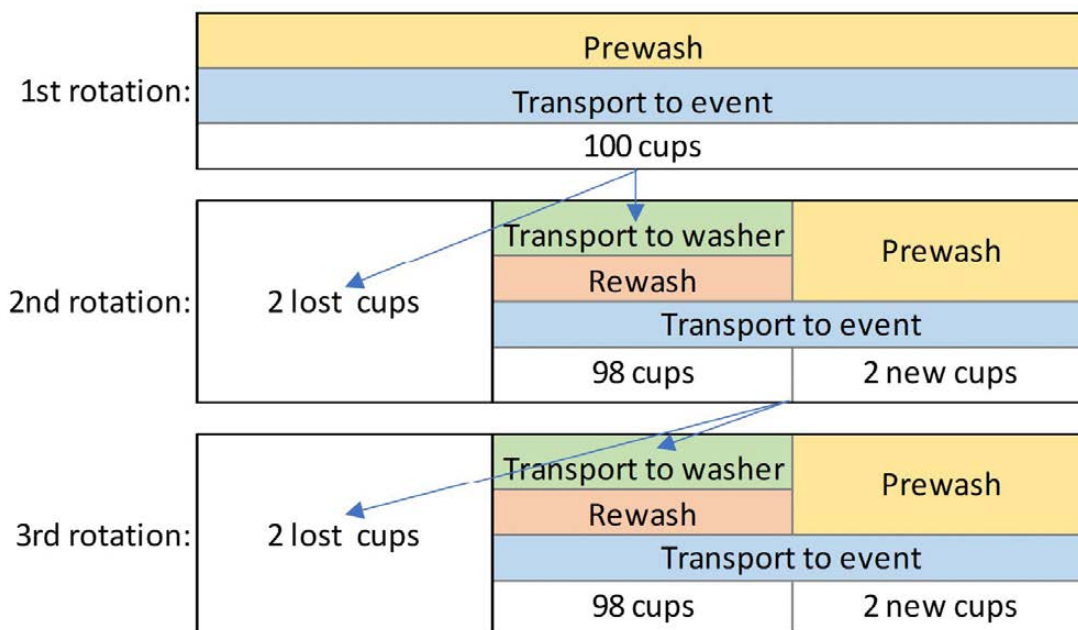 Prewash
1st rotation:
Transport to event
100 cups
Transport to washer
Prewash
Rewash
2nd rotation:
2 lost cups
Transport to event
98 cups
2 new cups
Transport to washer
Prewash
Rewash
3rd rotation:
2 lost cups
Transport to event
98 cups
2 new cups